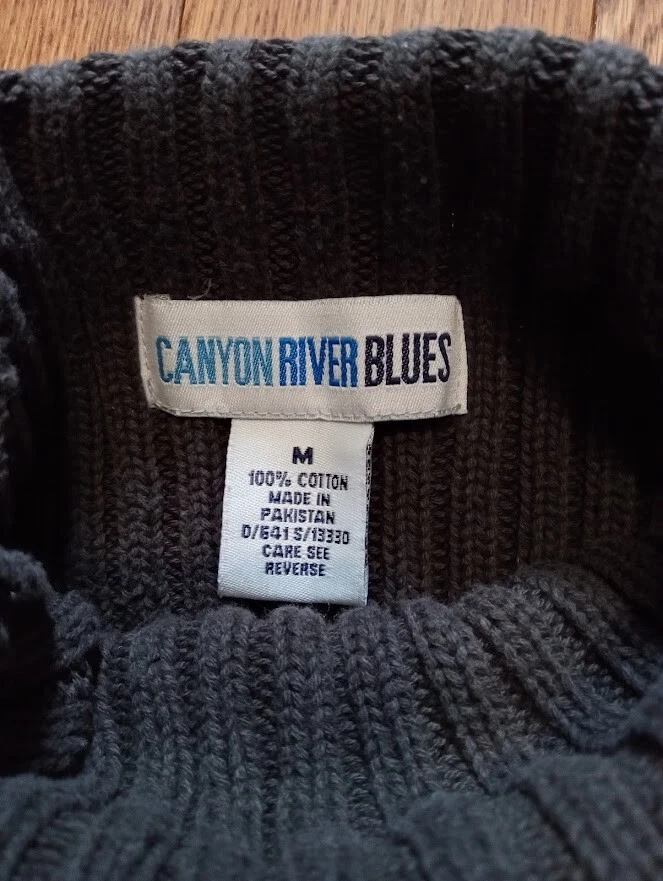 CANYON RIVER BLUES
M
100% COTTON
MADE IN
PAKISTAN
D/641 S/13330
CARE SEE
REVERSE